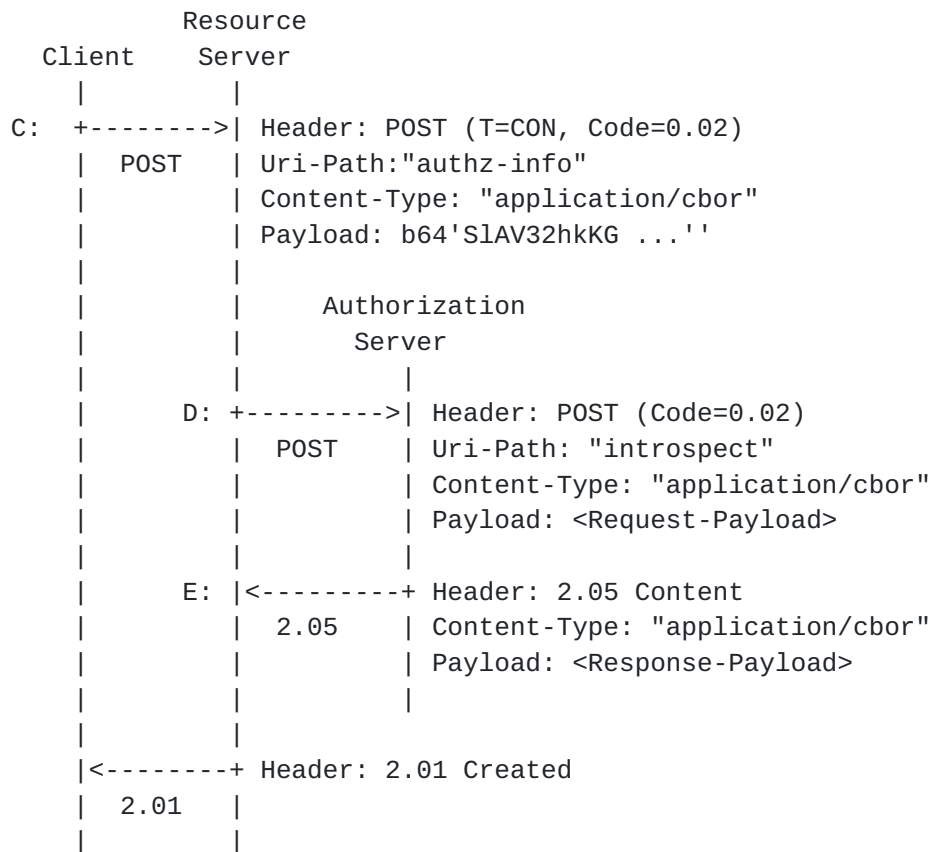 Resource
  Client    Server
    |         |
C:  +-------->| Header: POST (T=CON, Code=0.02)
    |  POST   | Uri-Path:"authz-info"
    |         | Content-Type: "application/cbor"
    |         | Payload: b64'SlAV32hkKG ...''
    |         |
    |         |     Authorization
    |         |       Server
    |         |          |
    |      D: +--------->| Header: POST (Code=0.02)
    |         |  POST    | Uri-Path: "introspect"
    |         |          | Content-Type: "application/cbor"
    |         |          | Payload: <Request-Payload>
    |         |          |
    |      E: |<---------+ Header: 2.05 Content
    |         |  2.05    | Content-Type: "application/cbor"
    |         |          | Payload: <Response-Payload>
    |         |          |
    |         |
    |<--------+ Header: 2.01 Created
    |  2.01   |
    |         |